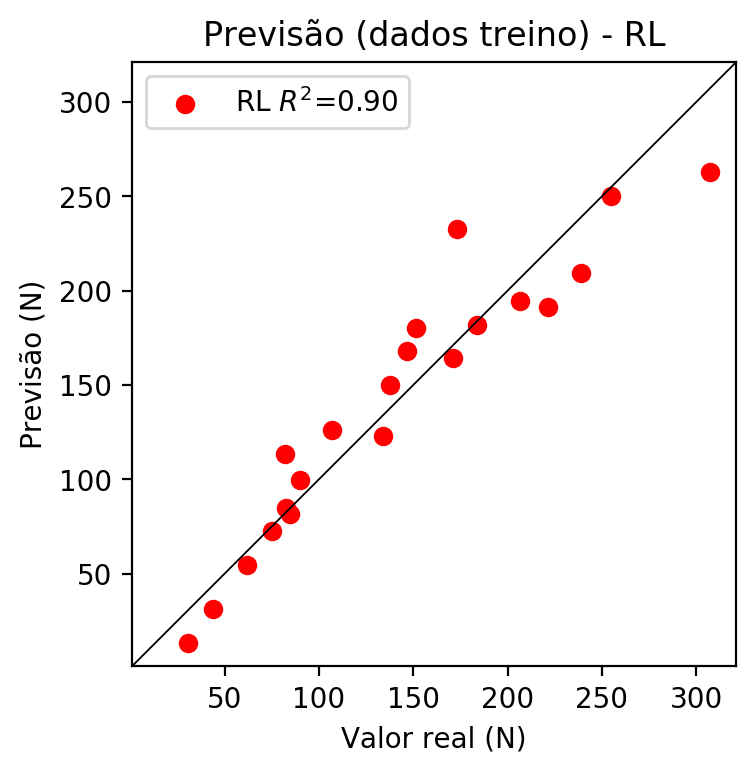 Previsão (dados treino) - RL
RL R²=0.90
300
250
200
150
100
50
Previsão (N)
50 100 150 200 250 300
Valor real (N)